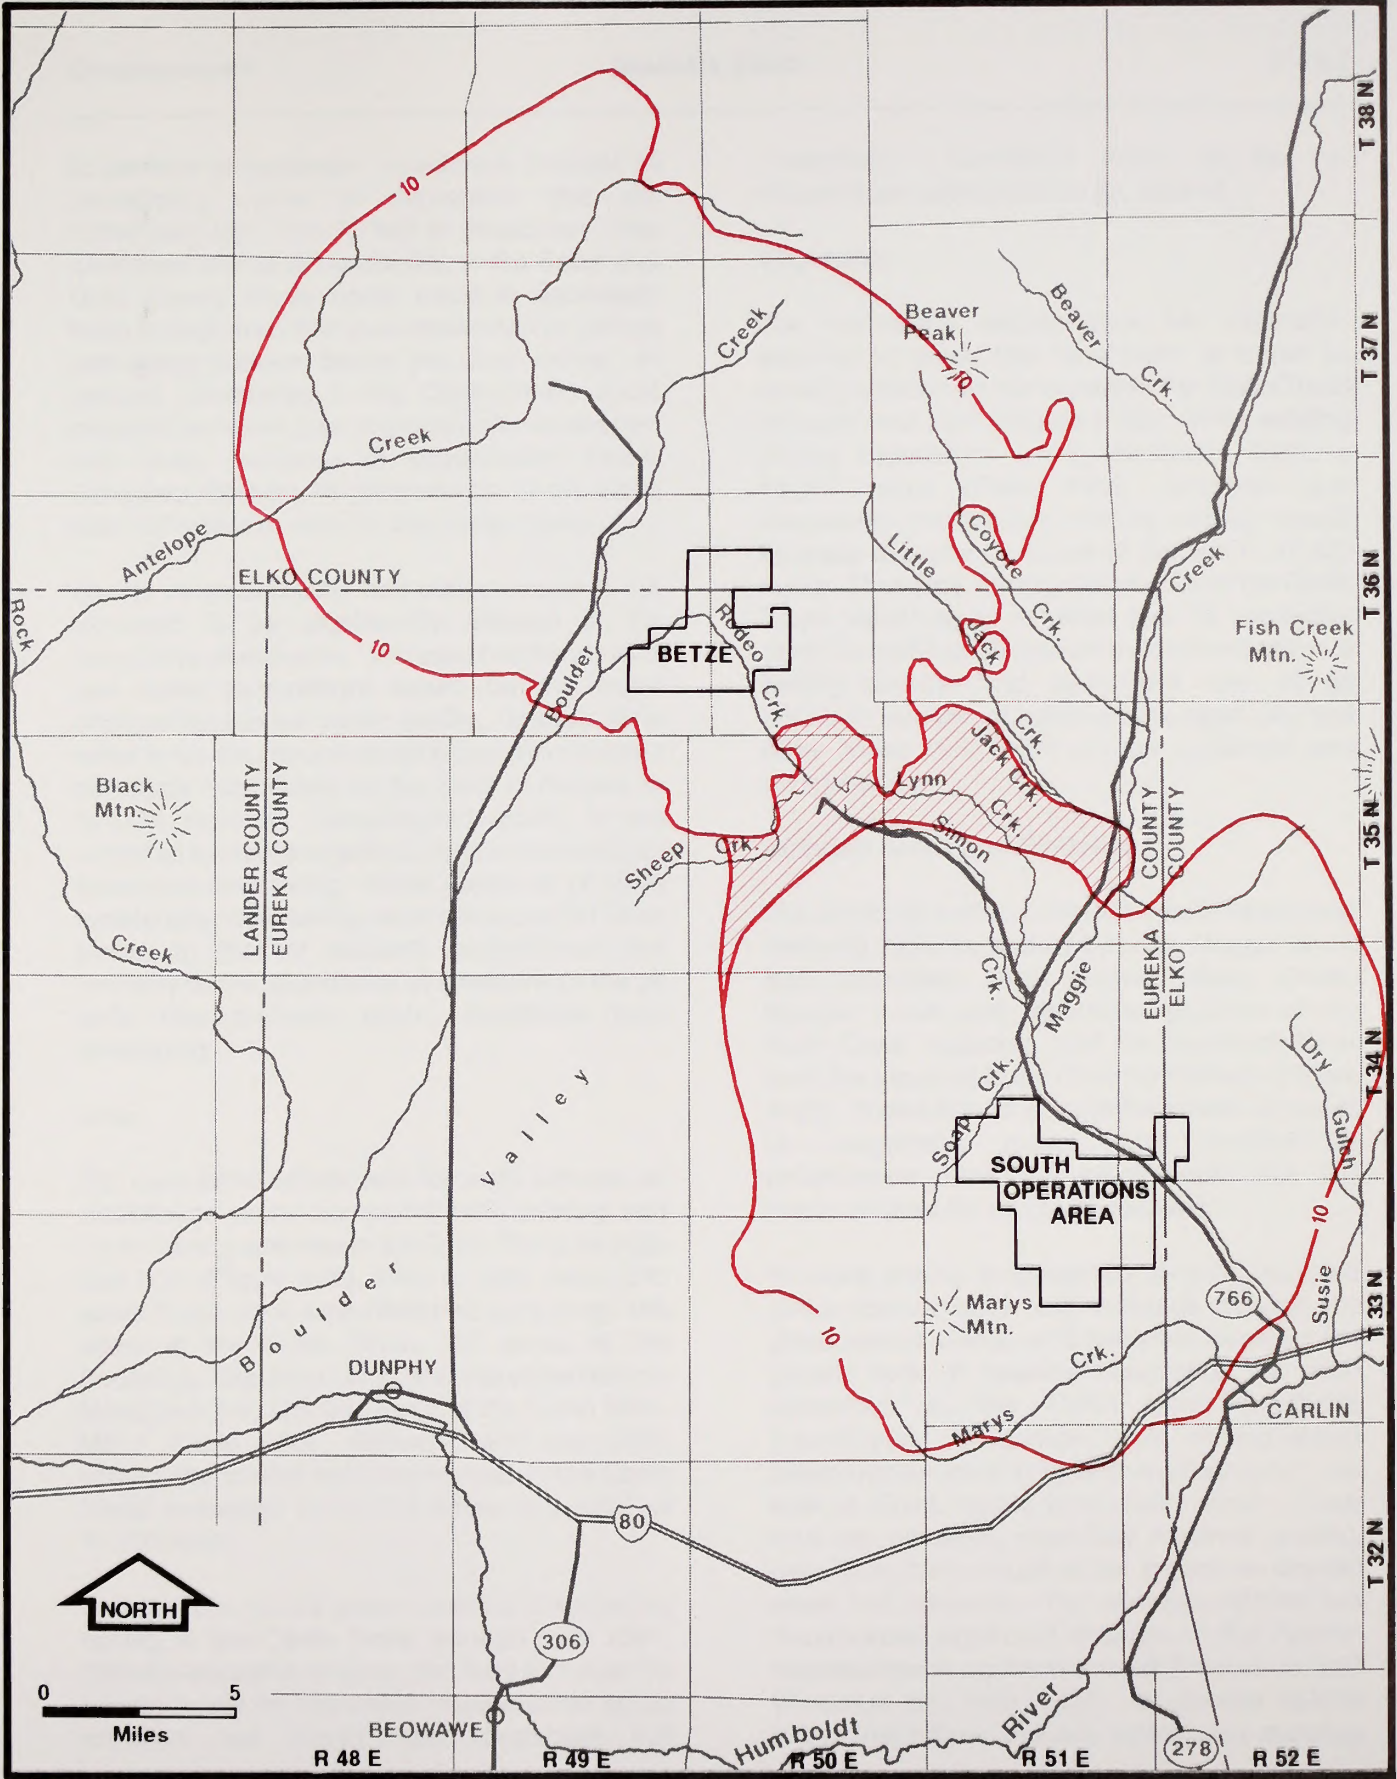 T 38 N
10
Beaver
Peak
Beaver
Crk.
T 37 N
Creek
10
Creek
Antelope
ELKO COUNTY
Little
Coyote
Crk.
Creek
T 36 N
Rock
10
Rodeo
Crk.
BETZE
Boulder
Jack
Crk.
Fish Creek
Mtn.
Jack Crk.
Black
Mtn.
LANDER COUNTY
EUREKA COUNTY
Lynn
Crk.
Simon
Crk.
Sheep Crk.
EUREKA COUNTY
ELKO COUNTY
T 35 N
Creek
Maggie
Dry
Gulch
T 34 N
Valley
Boulder
Soap Crk.
SOUTH
OPERATIONS
AREA
10
Susie
766
T 33 N
Marys
Mtn.
10
DUNPHY
Marys
Crk.
CARLIN
80
T 32 N
NORTH
306
0 5
Miles
BEOWAWE
Humboldt
River
278
R 48 E
R 49 E
R 50 E
R 51 E
R 52 E